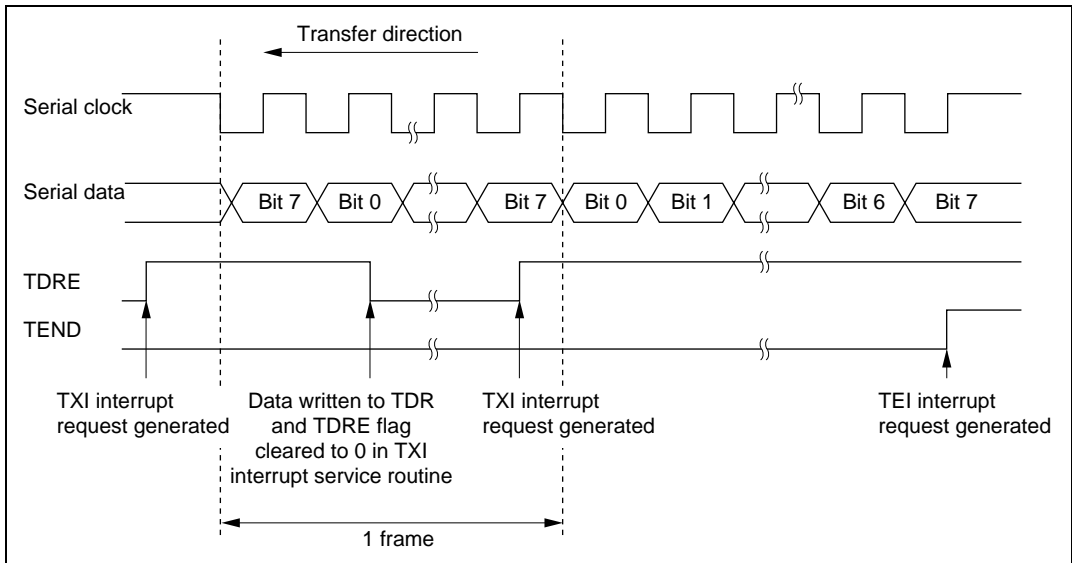 Transfer direction
Serial clock
Serial data
Bit 7
Bit 0
Bit 7
Bit 0
Bit 1
Bit 6
Bit 7
TDRE
TEND
TXI interrupt
request generated
Data written to TDR
and TDRE flag
cleared to 0 in TXI
interrupt service routine
TXI interrupt
request generated
TEI interrupt
request generated
1 frame